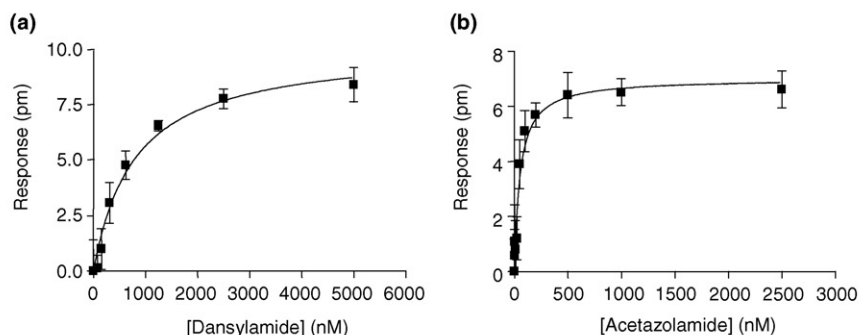 (a)
10.0
7.5
5.0
2.5
0.0
Response (pm)
0 1000 2000 3000 4000 5000 6000
[Dansylamide] (nM)
(b)
8
6
4
2
0
Response (pm)
0 500 1000 1500 2000 2500 3000
[Acetazolamide] (nM)